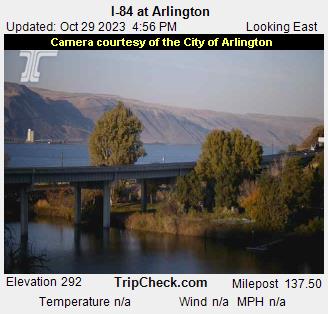 I-84 at Arlington
Updated: Oct 29 2023 4:56 PM Looking East
Camera courtesy of the City of Arlington
Elevation 292 TripCheck.com Milepost 137.50
Temperature n/a Wind n/a MPH n/a